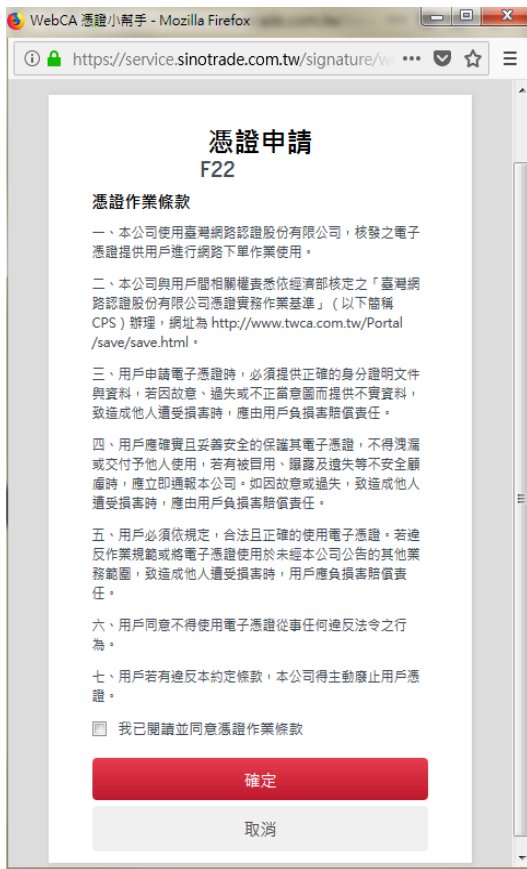 WebCA 憑證小幫手 - Mozilla Firefox
https://service.sinotrade.com.tw/signature/w
憑證申請
F22
憑證作業條款
一、本公司使用臺灣網路認證股份有限公司，核發之電子
憑證提供用戶進行網路下單作業使用。
二、本公司與用戶間相關權責悉依經濟部核定之「臺灣網
路認證股份有限公司憑證實務作業基準」（以下簡稱
CPS）辦理，網址為 http://www.twca.com.tw/Portal
/save/save.html。
三、用戶申請電子憑證時，必須提供正確的身分證明文件
與資料，若因故意、過失或不正當意圖而提供不實資料，
致造成他人遭受損害時，應由用戶負損害賠償責任。
四、用戶應確實且妥善安全的保護其電子憑證，不得洩漏
或交付予他人使用，若有被冒用、曝露及遺失等不安全顧
慮時，應立即通報本公司。如因故意或過失，致造成他人
遭受損害時，應由用戶負損害賠償責任。
五、用戶必須依規定，合法且正確的使用電子憑證。若違
反作業規範或將電子憑證使用於未經本公司公告的其他業
務範圍，致造成他人遭受損害時，用戶應負損害賠償責
任。
六、用戶同意不得使用電子憑證從事任何違反法令之行
為。
七、用戶若有違反本約定條款，本公司得主動廢止用戶憑
證。
我已閱讀並同意憑證作業條款
確定
取消